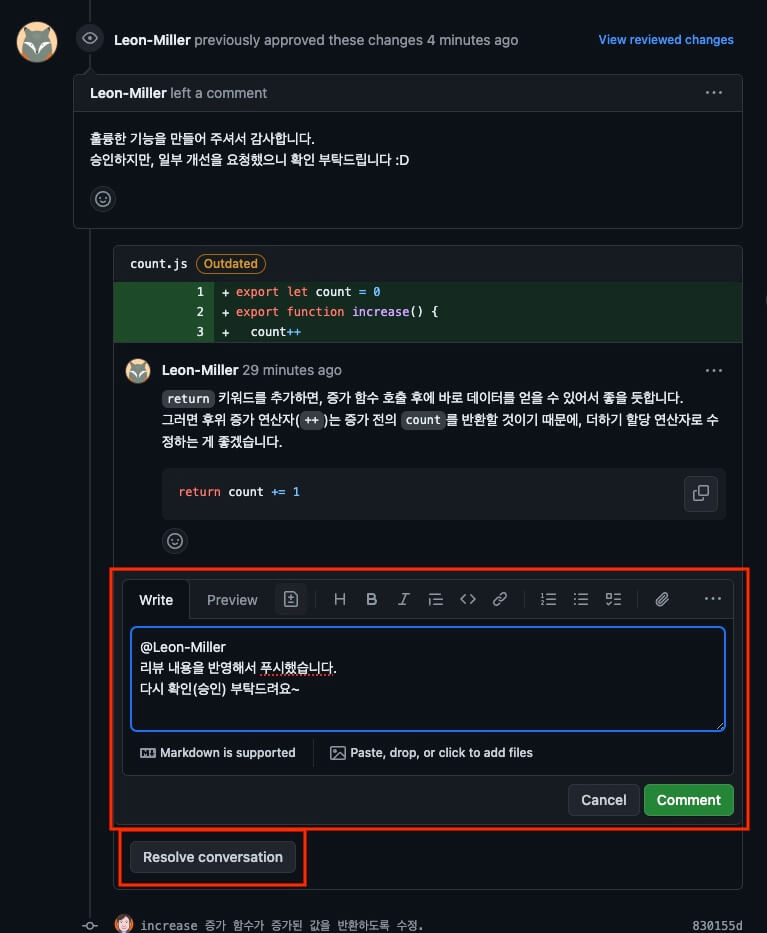 Leon-Miller previously approved these changes 4 minutes ago
View reviewed changes
Leon-Miller left a comment
훌륭한 기능을 만들어 주셔서 감사합니다.
승인하지만, 일부 개선을 요청했으니 확인 부탁드립니다 :D
count.js Outdated
1 + export let count = 0
2 + export function increase() {
3 + count++
Leon-Miller 29 minutes ago
return 키워드를 추가하면, 증가 함수 호출 후에 바로 데이터를 얻을 수 있어서 좋을 듯합니다.
그러면 후위 증가 연산자(++)는 증가 전의 count를 반환할 것이기 때문에, 더하기 할당 연산자로 수
정하는 게 좋겠습니다.
return count += 1
Write Preview
@Leon-Miller
리뷰 내용을 반영해서 푸시했습니다.
다시 확인(승인) 부탁드려요~
Markdown is supported
Paste, drop, or click to add files
Cancel Comment
Resolve conversation
increase 증가 함수가 증가된 값을 반환하도록 수정.
830155d